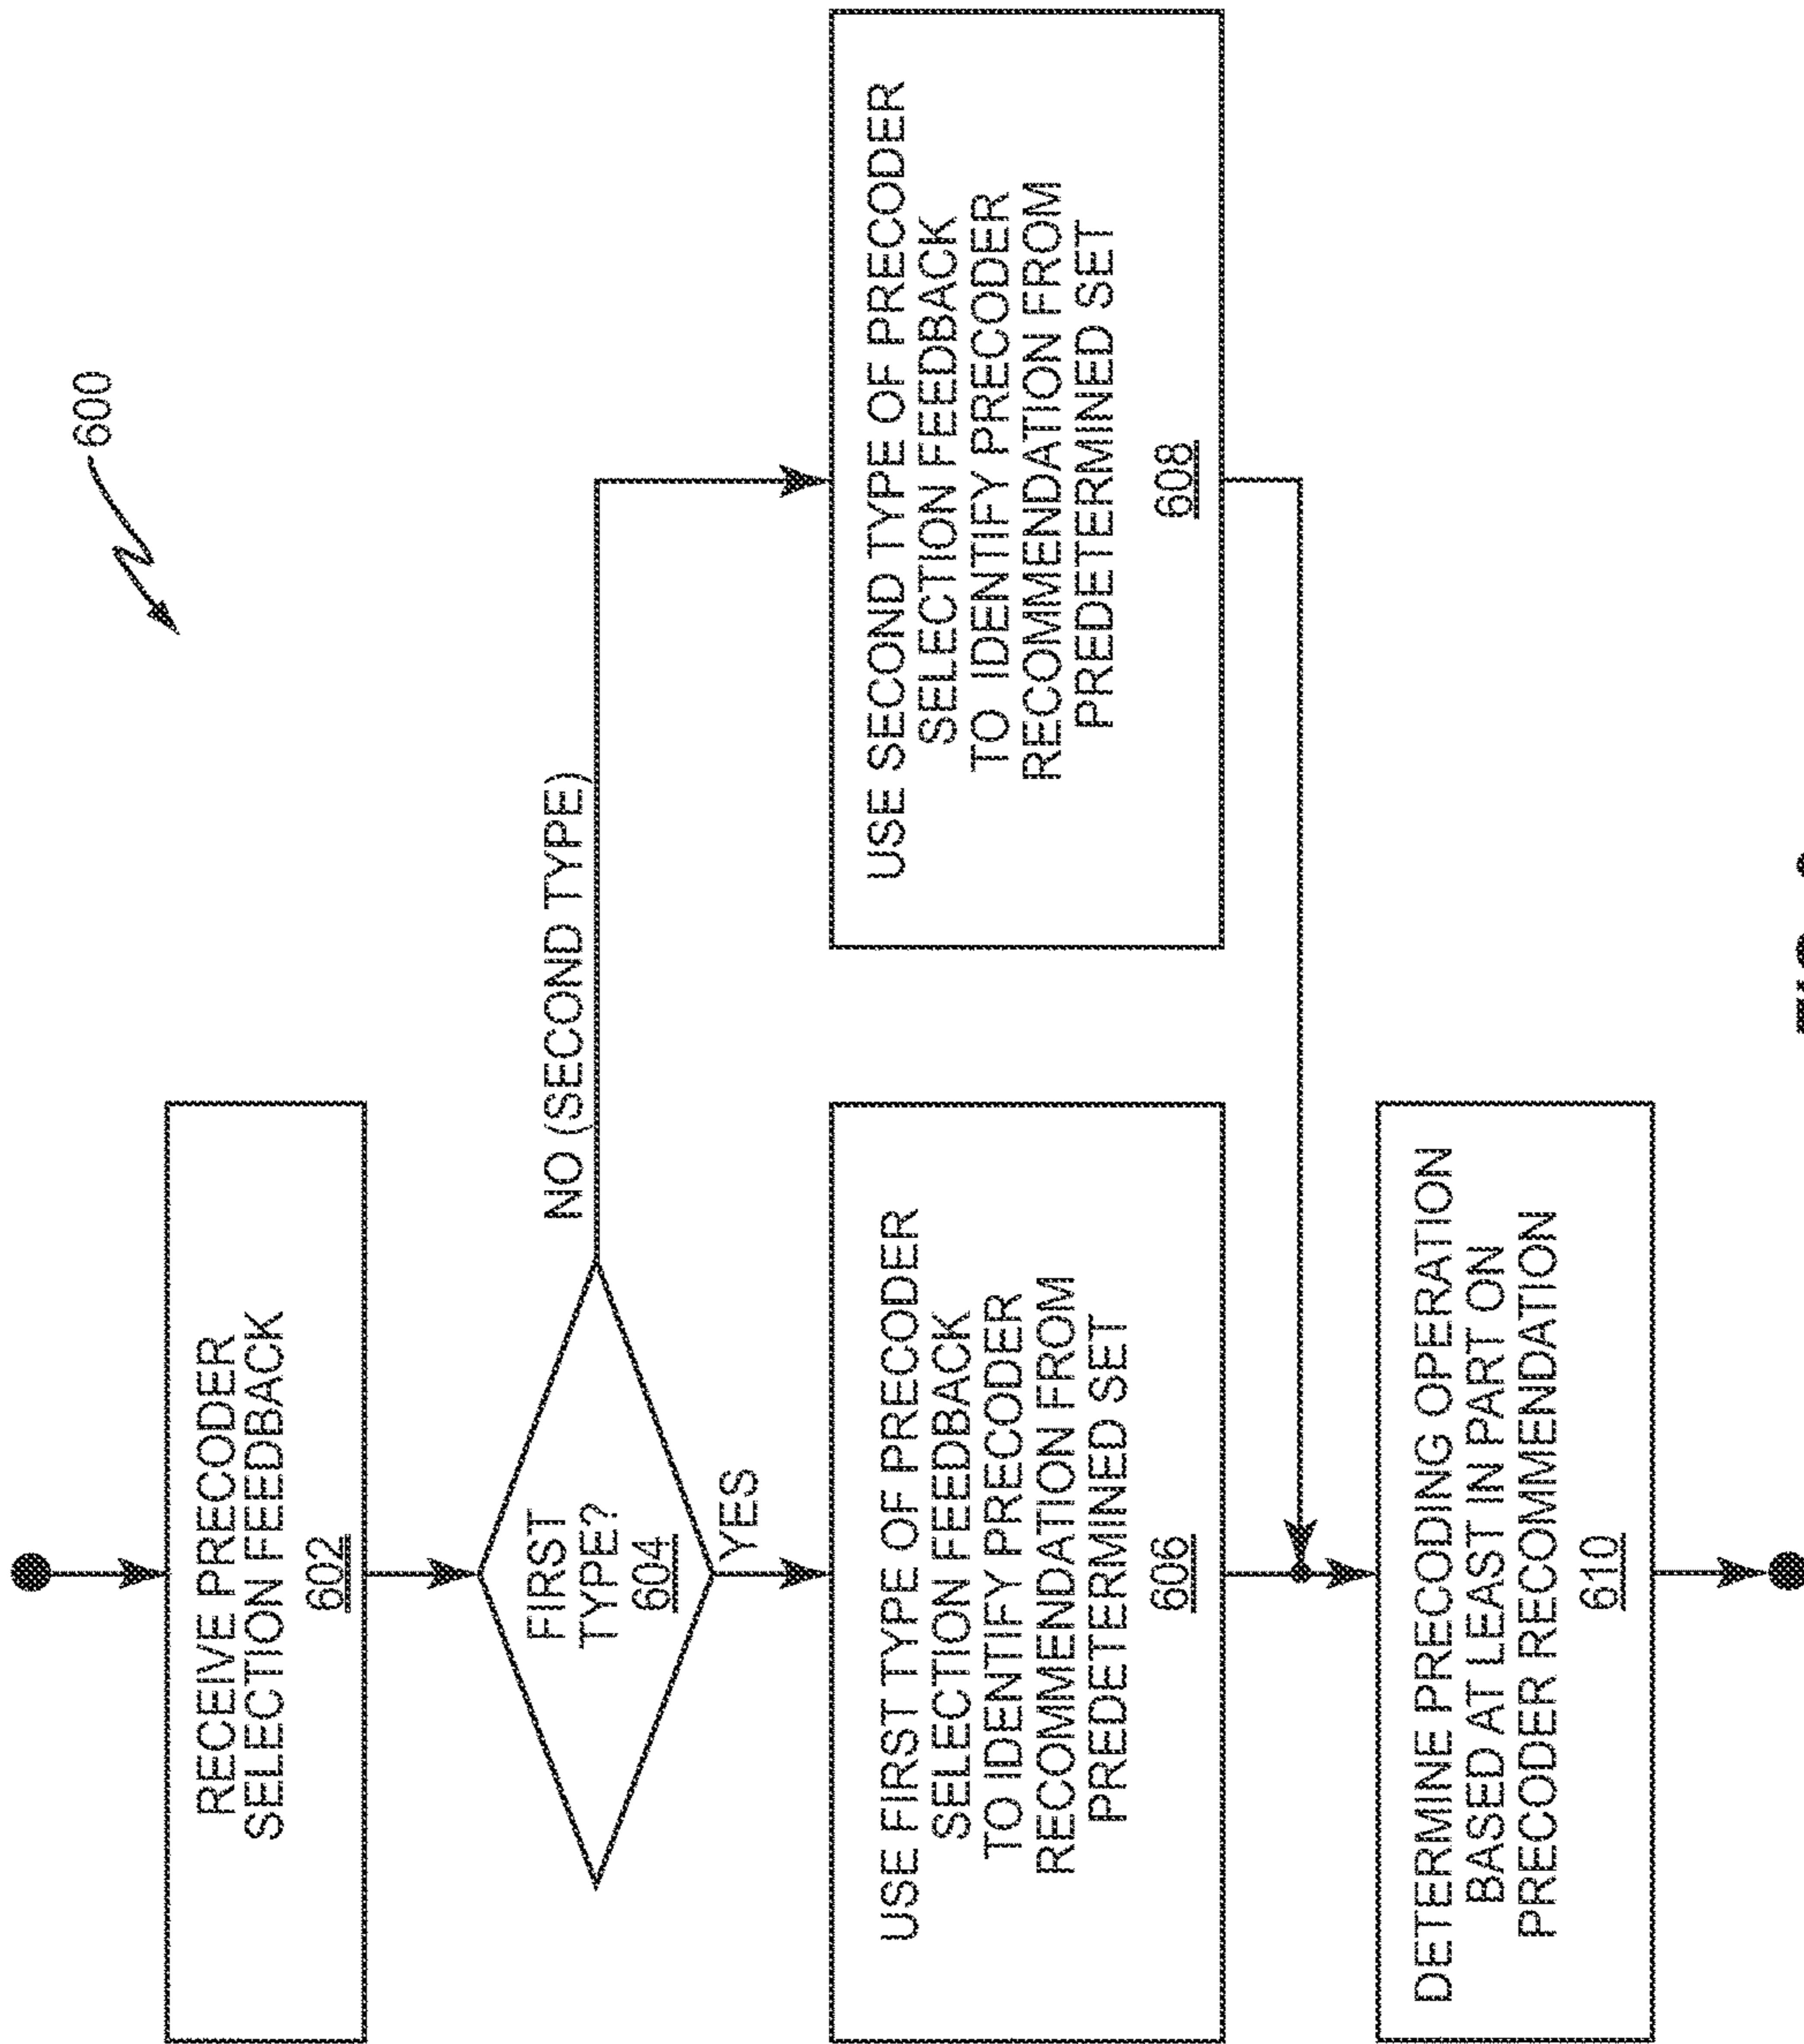 600
RECEIVE PRECODER
SELECTION FEEDBACK
602
FIRST
TYPE?
604
NO (SECOND TYPE)
YES
USE FIRST TYPE OF PRECODER
SELECTION FEEDBACK
TO IDENTIFY PRECODER
RECOMMENDATION FROM
PREDETERMINED SET
606
USE SECOND TYPE OF PRECODER
SELECTION FEEDBACK
TO IDENTIFY PRECODER
RECOMMENDATION FROM
PREDETERMINED SET
608
DETERMINE PRECODING OPERATION
BASED AT LEAST IN PART ON
PRECODER RECOMMENDATION
610